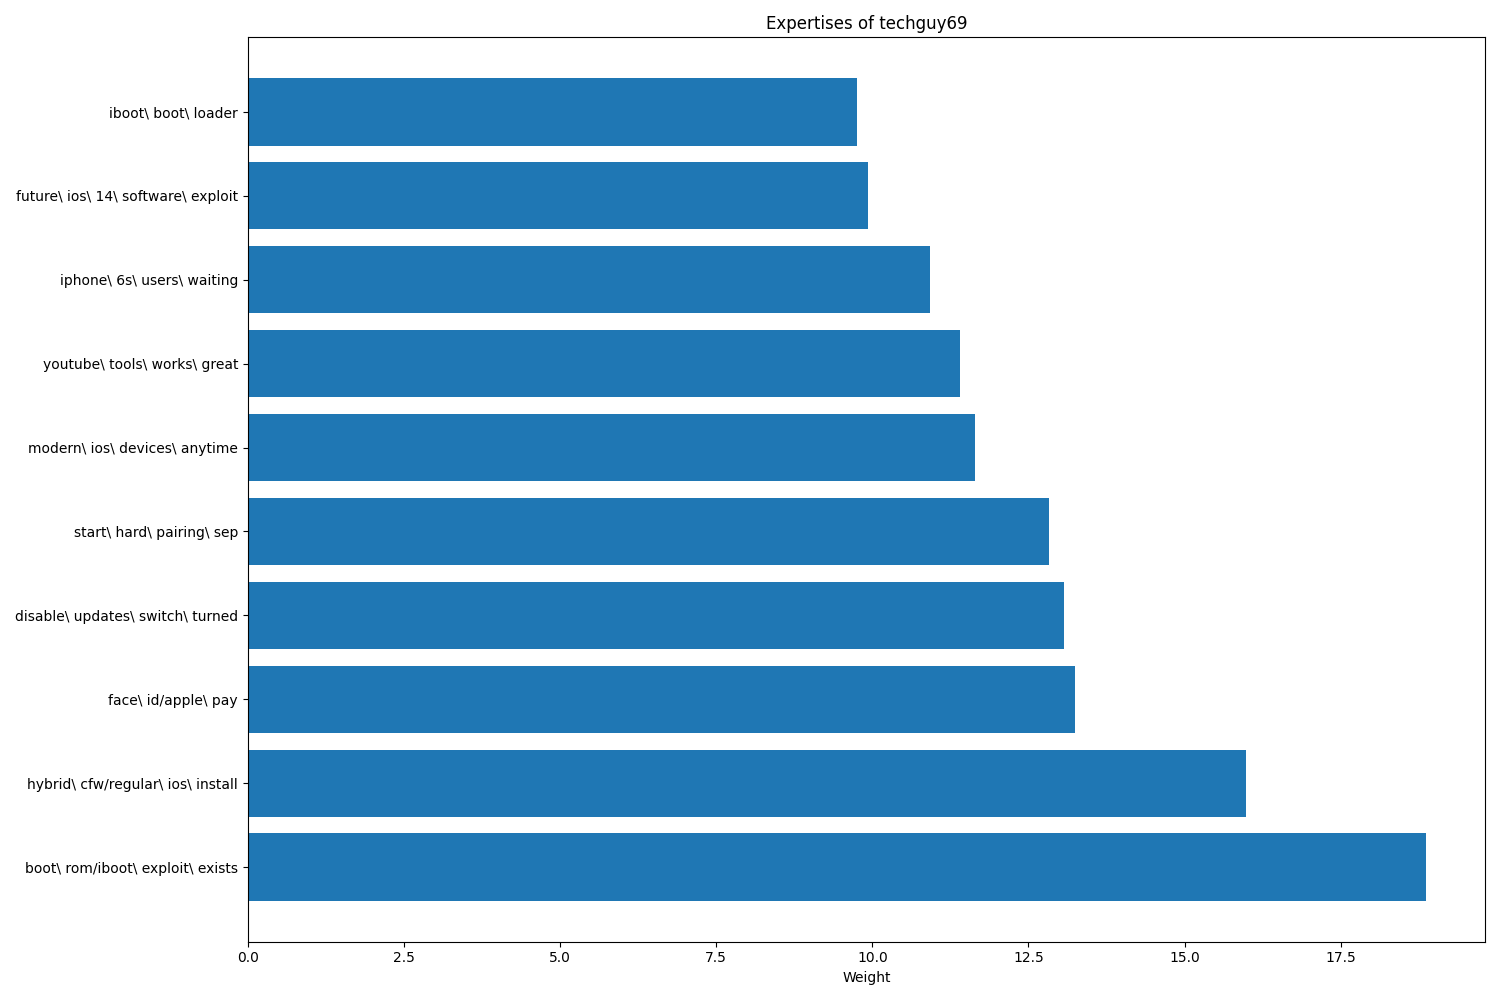 Expertises of techguy69
iboot\ boot\ loader
future\ ios\ 14\ software\ exploit
iphone\ 6s\ users\ waiting
youtube\ tools\ works\ great
modern\ ios\ devices\ anytime
start\ hard\ pairing\ sep
disable\ updates\ switch\ turned
face\ id/apple\ pay
hybrid\ cfw/regular\ ios\ install
boot\ rom/iboot\ exploit\ exists
0.0 2.5 5.0 7.5 10.0 12.5 15.0 17.5
Weight